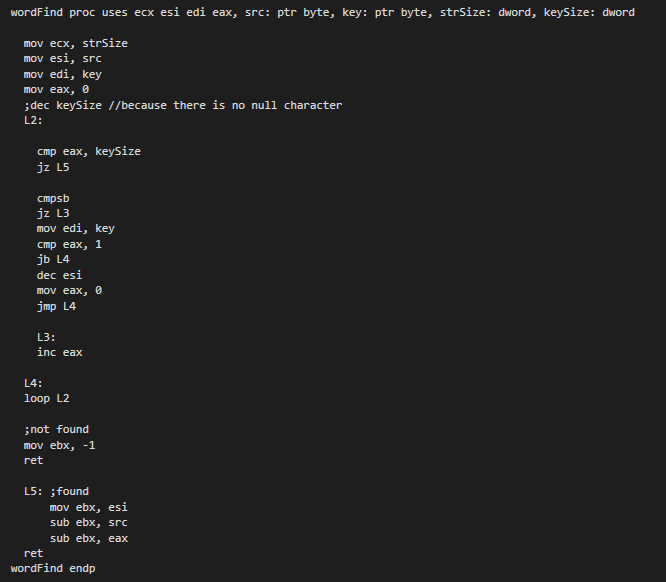 wordFind proc uses ecx esi edi eax, src: ptr byte, key: ptr byte, strSize: dword, keySize: dword
mov ecx, strSize
mov esi, src
mov edi, key
mov eax, 0
;dec keySize //because there is no null character
L2:
cmp eax, keySize
jz L5
cmpsb
jz L3
mov edi, key
cmp eax, 1
jb L4
dec esi
mov eax, 0
jmp L4
L3:
inc eax
L4:
loop L2
;not found
mov ebx, -1
ret
L5: ;found
mov ebx, esi
sub ebx, src
sub ebx, eax
ret
wordFind endp